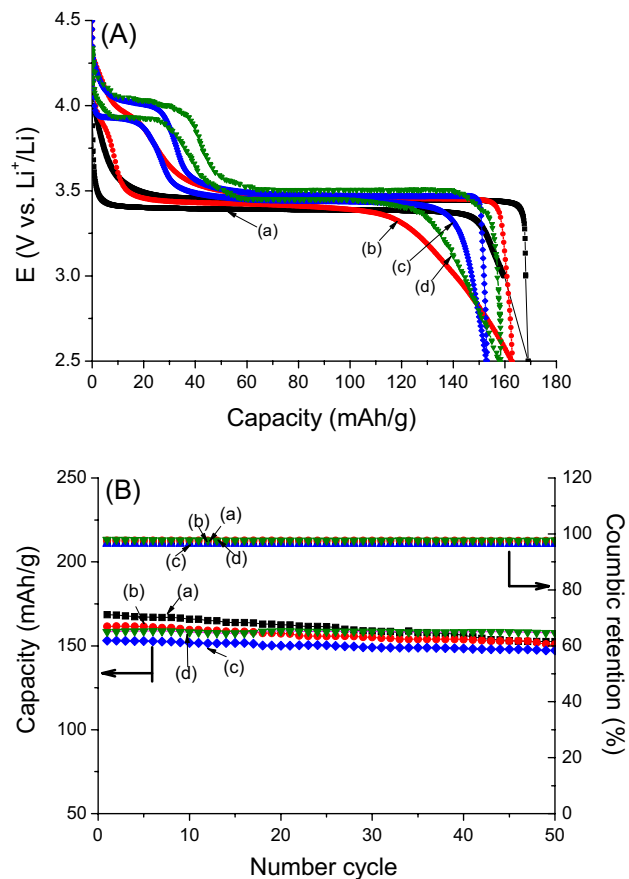 (A)
4.5
4.0
3.5
3.0
2.5
E (V vs. Li⁺/Li)
(a)
(b)
(c)
(d)
0 20 40 60 80 100 120 140 160 180
Capacity (mAh/g)
(B)
250
200
150
100
50
Capacity (mAh/g)
120
100
80
60
40
20
0
Coumbic retention (%)
(b) (a)
(c) (d)
(b) (a)
(d) (c)
0 10 20 30 40 50
Number cycle